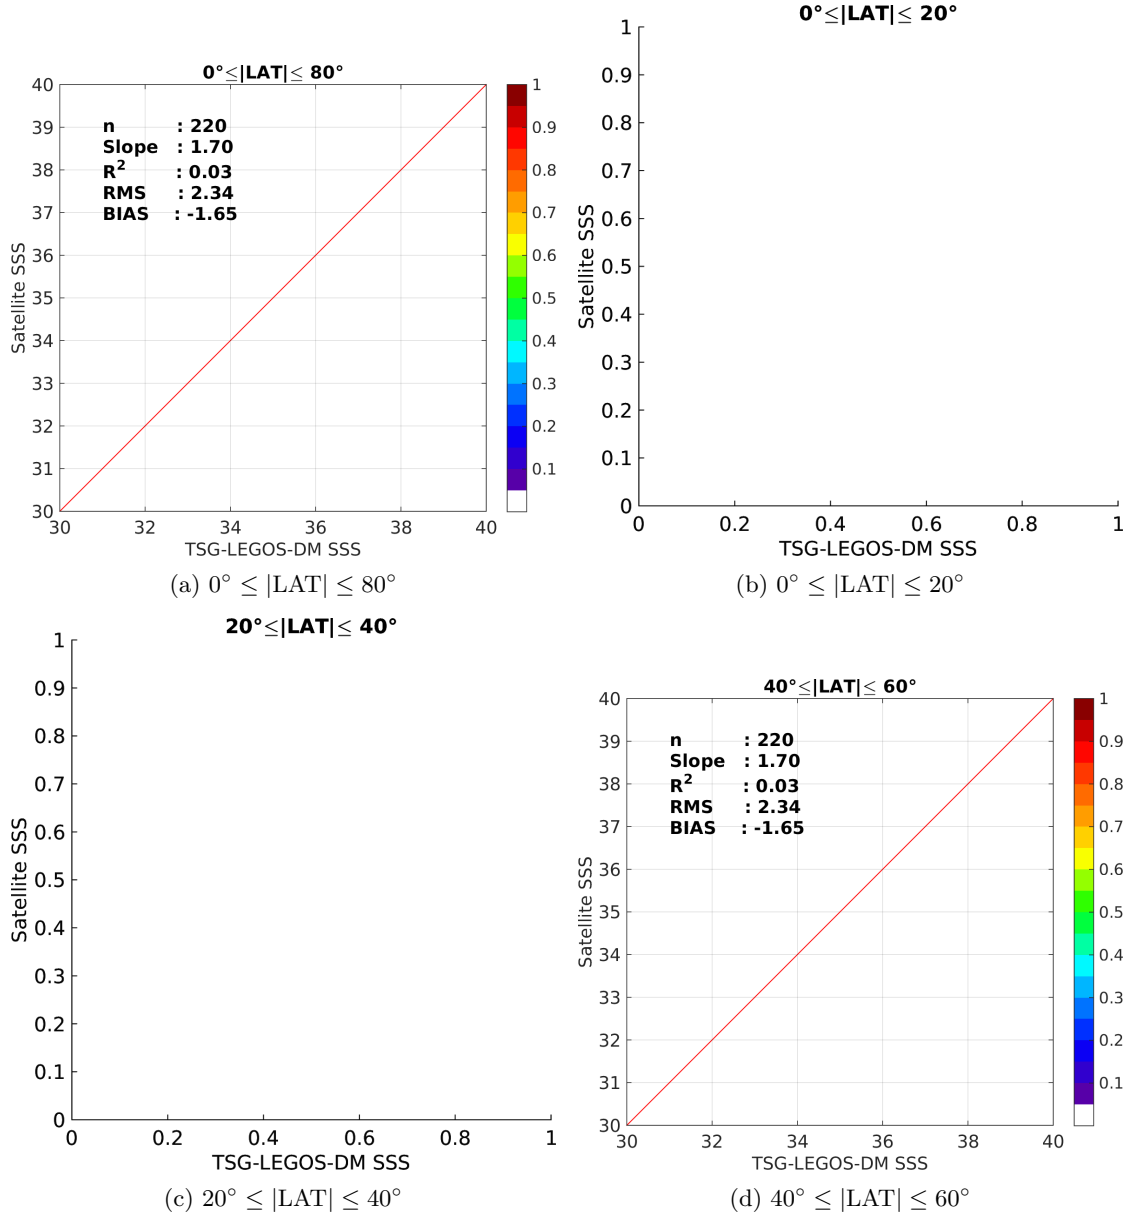 0°≤|LAT|≤ 80°
40
39
38
37
36
35
34
33
32
31
30
n : 220
Slope : 1.70
R² : 0.03
RMS : 2.34
BIAS : -1.65
Satellite SSS
30 32 34 36 38 40
TSG-LEGOS-DM SSS
1
0.9
0.8
0.7
0.6
0.5
0.4
0.3
0.2
0.1
(a) 0° ≤ |LAT| ≤ 80°
0°≤|LAT|≤ 20°
1
0.9
0.8
0.7
0.6
0.5
0.4
0.3
0.2
0.1
0
Satellite SSS
0 0.2 0.4 0.6 0.8 1
TSG-LEGOS-DM SSS
(b) 0° ≤ |LAT| ≤ 20°
20°≤|LAT|≤ 40°
1
0.9
0.8
0.7
0.6
0.5
0.4
0.3
0.2
0.1
0
Satellite SSS
0 0.2 0.4 0.6 0.8 1
TSG-LEGOS-DM SSS
(c) 20° ≤ |LAT| ≤ 40°
40°≤|LAT|≤ 60°
40
39
38
37
36
35
34
33
32
31
30
n : 220
Slope : 1.70
R² : 0.03
RMS : 2.34
BIAS : -1.65
Satellite SSS
30 32 34 36 38 40
TSG-LEGOS-DM SSS
1
0.9
0.8
0.7
0.6
0.5
0.4
0.3
0.2
0.1
(d) 40° ≤ |LAT| ≤ 60°